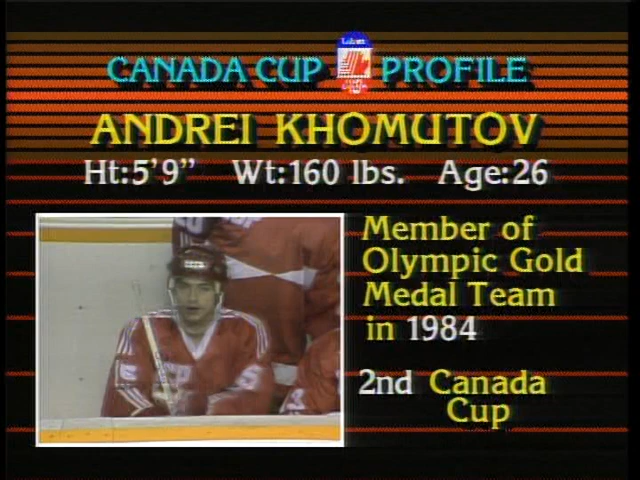 CANADA CUP Labatt PROFILE
ANDREI KHOMUTOV
Ht:5'9" Wt:160 lbs. Age:26
Member of
Olympic Gold
Medal Team
in 1984
2nd Canada
Cup